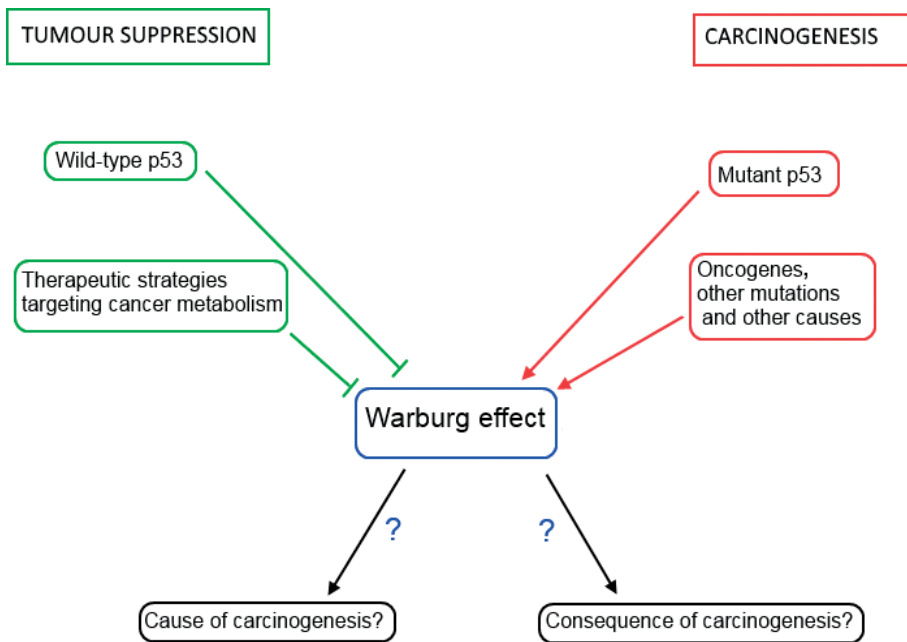 TUMOUR SUPPRESSION
CARCINOGENESIS
Wild-type p53
Mutant p53
Therapeutic strategies
targeting cancer metabolism
Oncogenes,
other mutations
and other causes
Warburg effect
?
?
Cause of carcinogenesis?
Consequence of carcinogenesis?